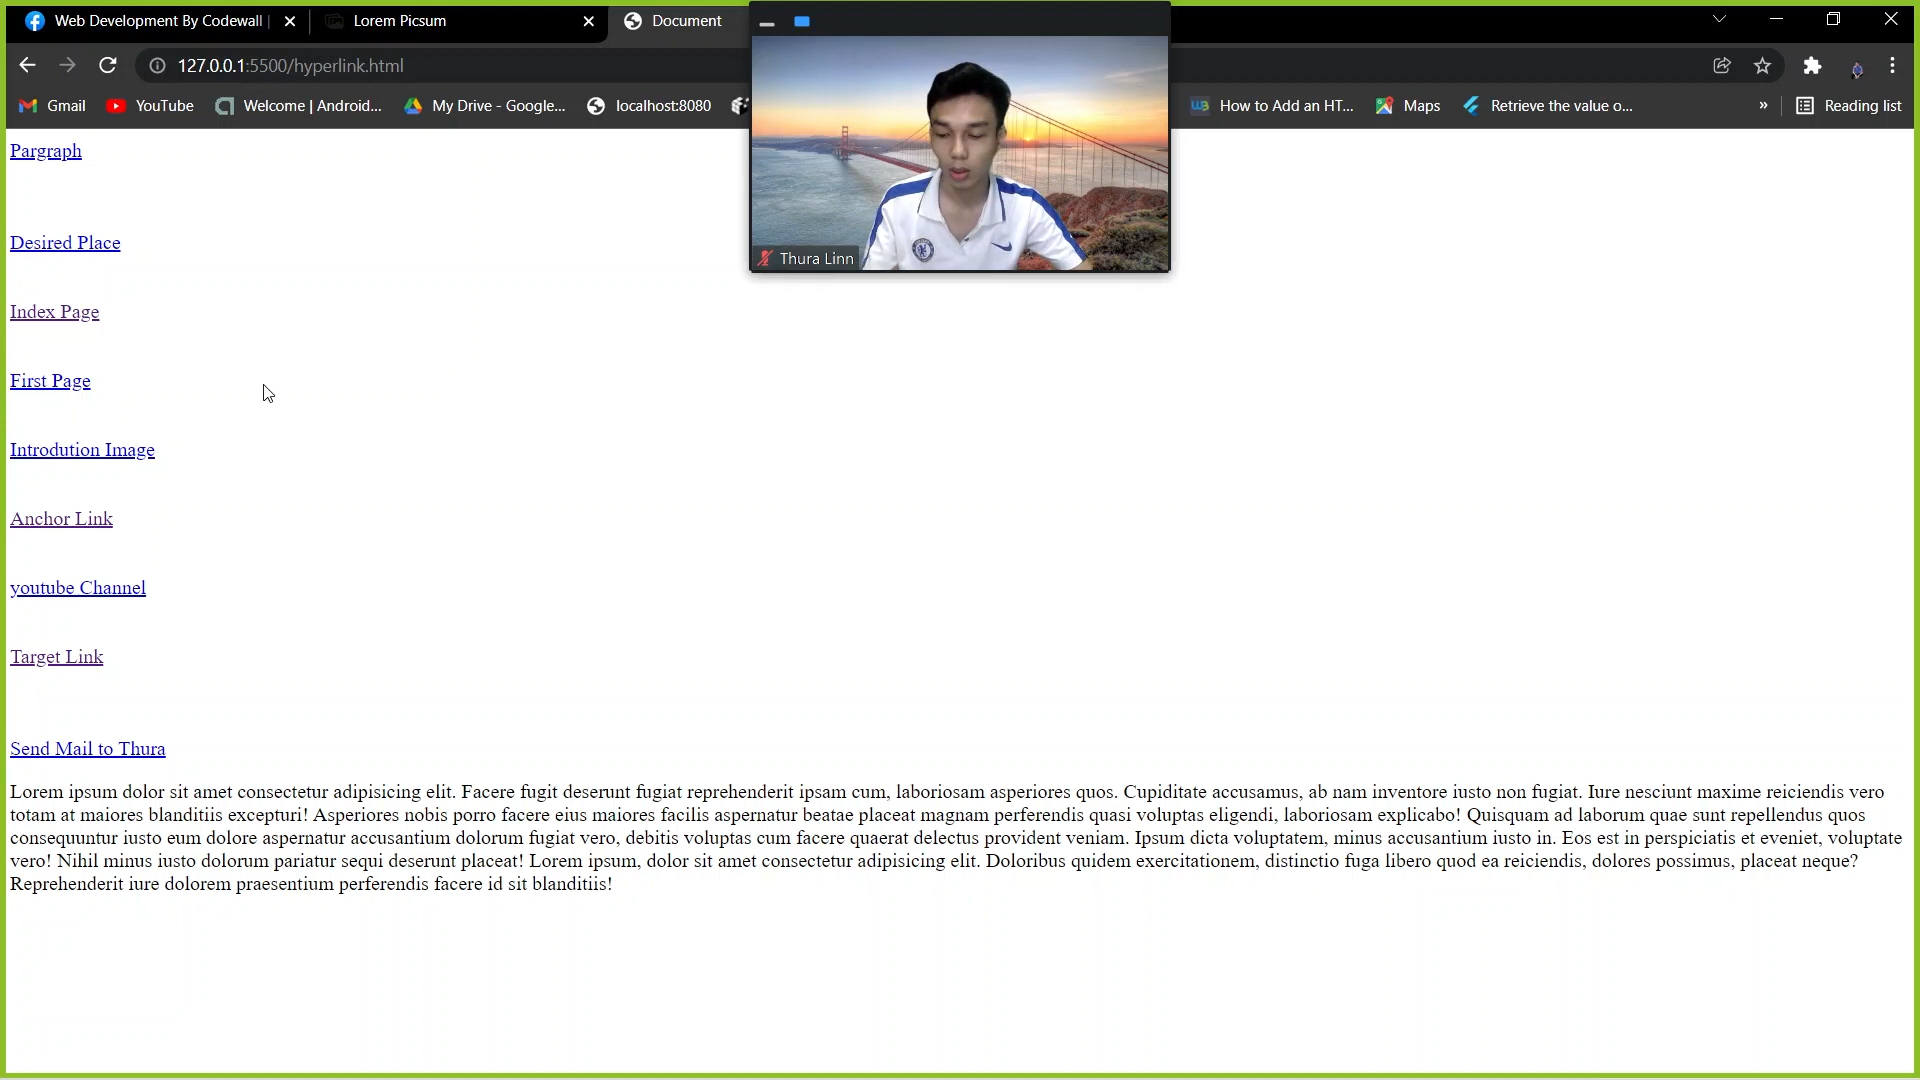 Web Development By Codewall |
Lorem Picsum
Document
127.0.0.1:5500/hyperlink.html
Gmail
YouTube
Welcome | Android...
My Drive - Google...
localhost:8080
How to Add an HT...
Maps
Retrieve the value o...
»
Reading list
Thura Linn
Pargraph
Desired Place
Index Page
First Page
Introdution Image
Anchor Link
youtube Channel
Target Link
Send Mail to Thura
Lorem ipsum dolor sit amet consectetur adipisicing elit. Facere fugit deserunt fugiat reprehenderit ipsam cum, laboriosam asperiores quos. Cupiditate accusamus, ab nam inventore iusto non fugiat. Iure nesciunt maxime reiciendis vero
totam at maiores blanditiis excepturi! Asperiores nobis porro facere eius maiores facilis aspernatur beatae placeat magnam perferendis quasi voluptas eligendi, laboriosam explicabo! Quisquam ad laborum quae sunt repellendus quos
consequuntur iusto eum dolore aspernatur accusantium dolorum fugiat vero, debitis voluptas cum facere quaerat delectus provident veniam. Ipsum dicta voluptatem, minus accusantium iusto in. Eos est in perspiciatis et eveniet, voluptate
vero! Nihil minus iusto dolorum pariatur sequi deserunt placeat! Lorem ipsum, dolor sit amet consectetur adipisicing elit. Doloribus quidem exercitationem, distinctio fuga libero quod ea reiciendis, dolores possimus, placeat neque?
Reprehenderit iure dolorem praesentium perferendis facere id sit blanditiis!